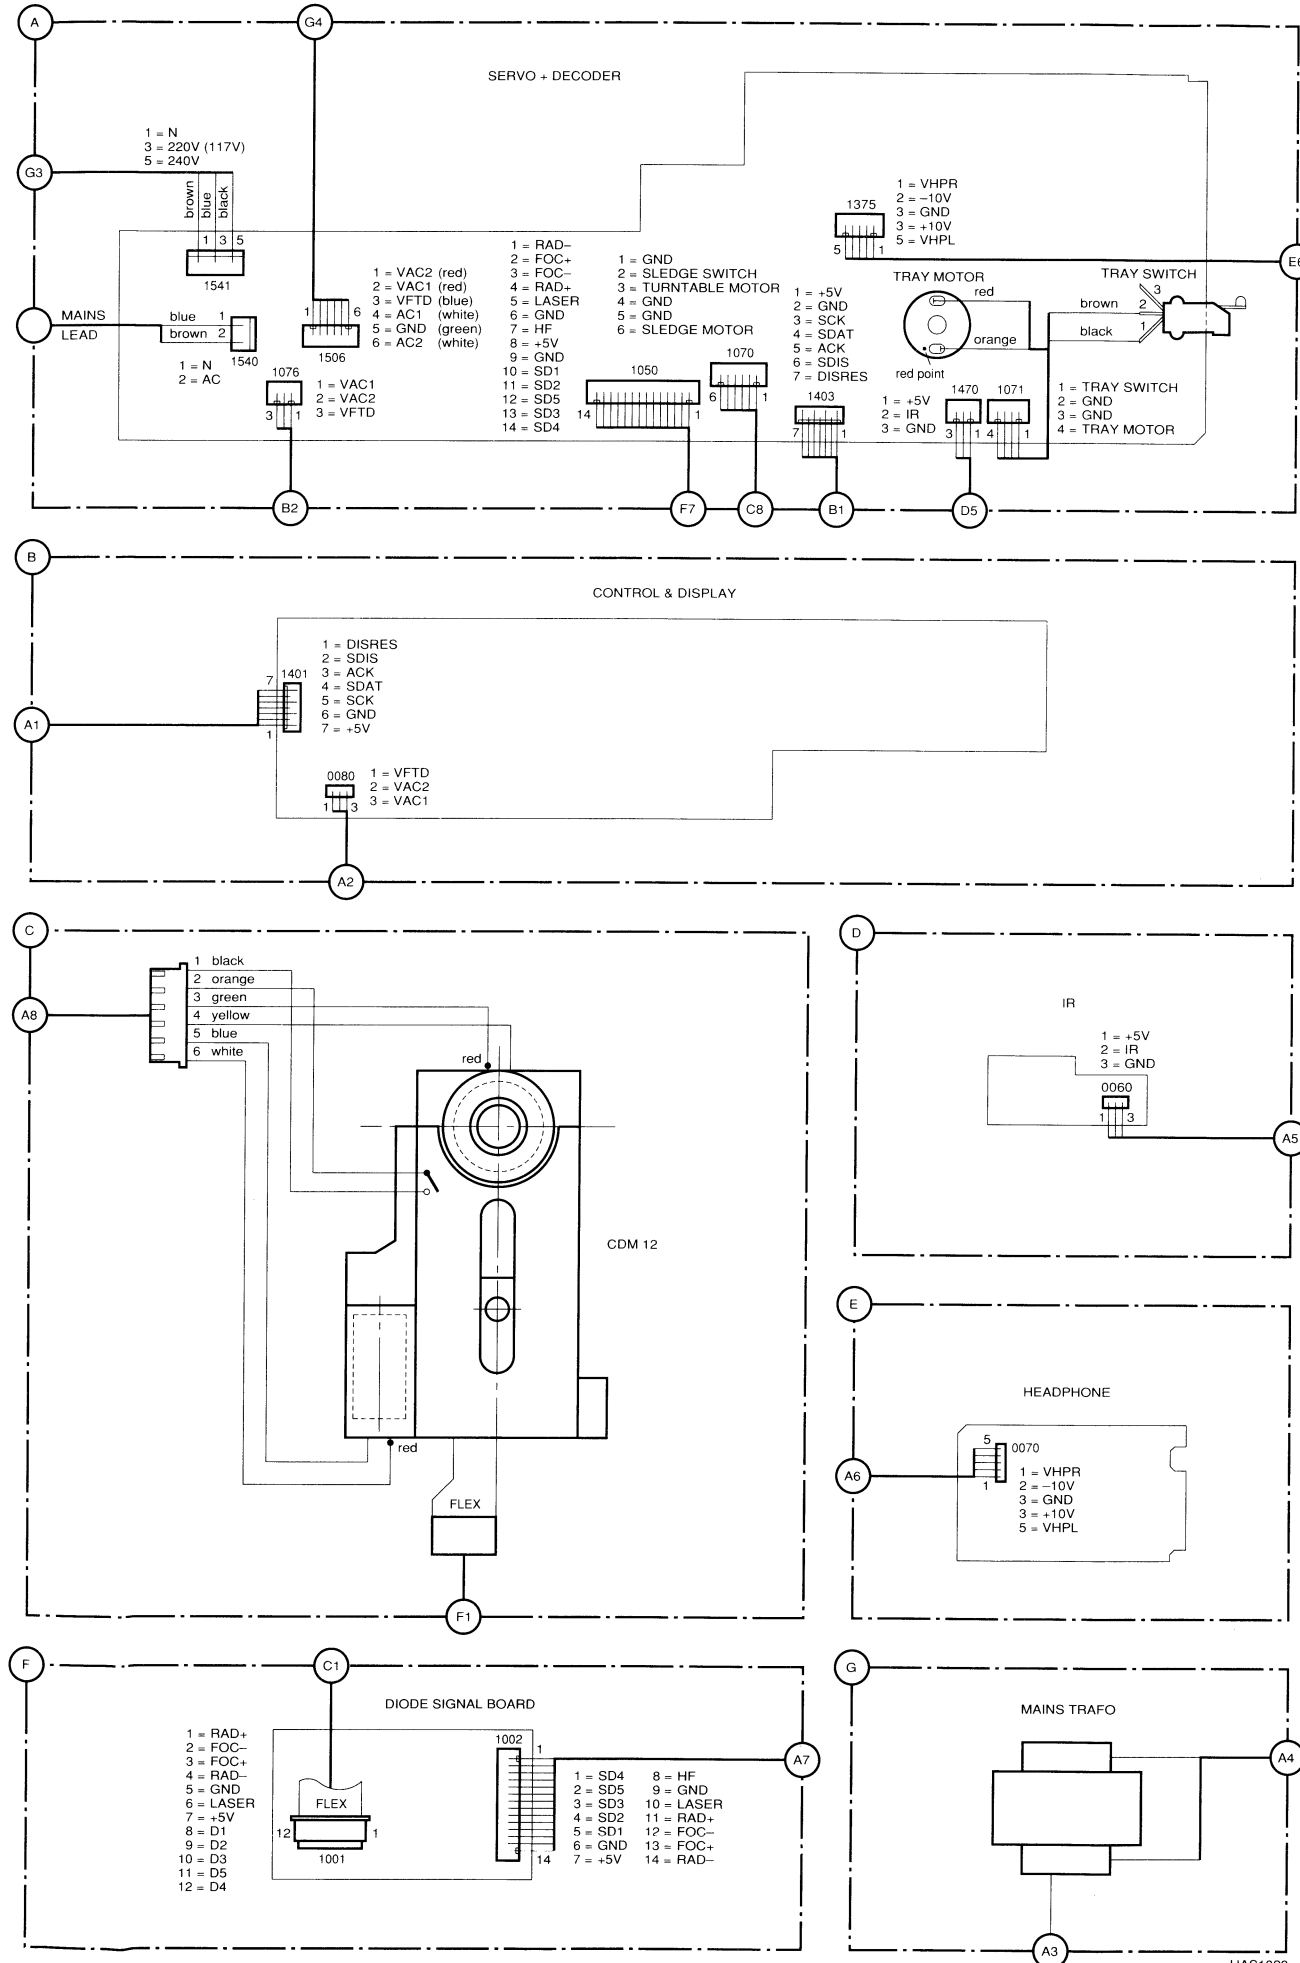 A
G4
SERVO + DECODER
1 = N
3 = 220V (117V)
5 = 240V
G3
brown
blue
black
1 3 5
1541
1 = VAC2 (red)
2 = VAC1 (red)
3 = VFTD (blue)
4 = AC1 (white)
5 = GND (green)
6 = AC2 (white)
1 6
1506
MAINS
LEAD
blue 1
brown 2
1540
1 = N
2 = AC
1076
3 1
1 = VAC1
2 = VAC2
3 = VFTD
1 = RAD–
2 = FOC+
3 = FOC–
4 = RAD+
5 = LASER
6 = GND
7 = HF
8 = +5V
9 = GND
10 = SD1
11 = SD2
12 = SD5
13 = SD3
14 = SD4
1050
14 1
1 = GND
2 = SLEDGE SWITCH
3 = TURNTABLE MOTOR
4 = GND
5 = GND
6 = SLEDGE MOTOR
1070
6 1
1375
5 1
1 = VHPR
2 = –10V
3 = GND
3 = +10V
5 = VHPL
E6
1 = +5V
2 = GND
3 = SCK
4 = SDAT
5 = ACK
6 = SDIS
7 = DISRES
1403
7 1
TRAY MOTOR
red
orange
red point
TRAY SWITCH
brown
black
3
2
1
1 = +5V
2 = IR
3 = GND
1470
3 1
1071
4 1
1 = TRAY SWITCH
2 = GND
3 = GND
4 = TRAY MOTOR
B2
F7
C8
B1
D5
B
CONTROL & DISPLAY
1 = DISRES
2 = SDIS
3 = ACK
4 = SDAT
5 = SCK
6 = GND
7 = +5V
7
1401
1
A1
0080
1 3
1 = VFTD
2 = VAC2
3 = VAC1
A2
C
1 black
2 orange
3 green
4 yellow
5 blue
6 white
A8
red
CDM 12
red
FLEX
F1
D
IR
1 = +5V
2 = IR
3 = GND
0060
1 3
A5
E
HEADPHONE
5
0070
1
1 = VHPR
2 = –10V
3 = GND
3 = +10V
5 = VHPL
A6
F
C1
DIODE SIGNAL BOARD
1 = RAD+
2 = FOC–
3 = FOC+
4 = RAD–
5 = GND
6 = LASER
7 = +5V
8 = D1
9 = D2
10 = D3
11 = D5
12 = D4
FLEX
12 1
1001
1002
1
14
1 = SD4
2 = SD5
3 = SD3
4 = SD2
5 = SD1
6 = GND
7 = +5V
8 = HF
9 = GND
10 = LASER
11 = RAD+
12 = FOC–
13 = FOC+
14 = RAD–
A7
G
MAINS TRAFO
A4
A3